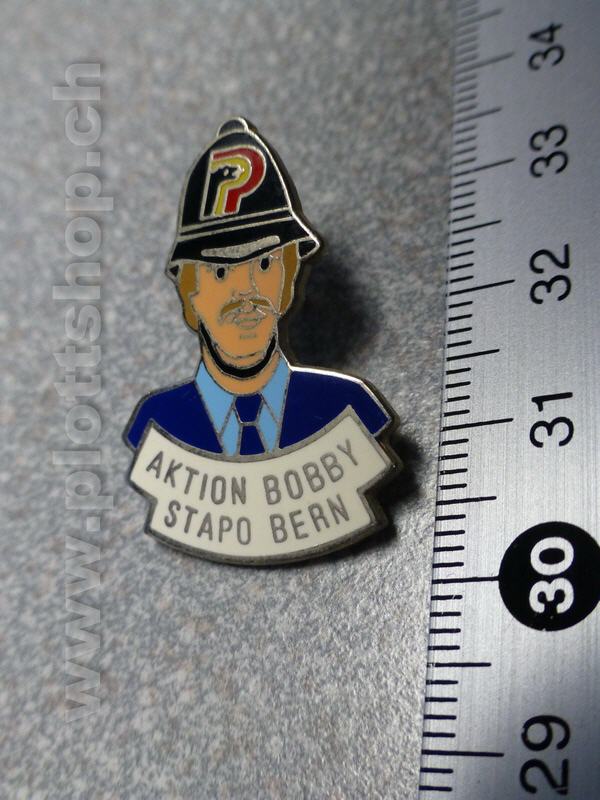 www.plottshop.ch
P
AKTION BOBBY
STAPO BERN
34
33
32
31
30
29